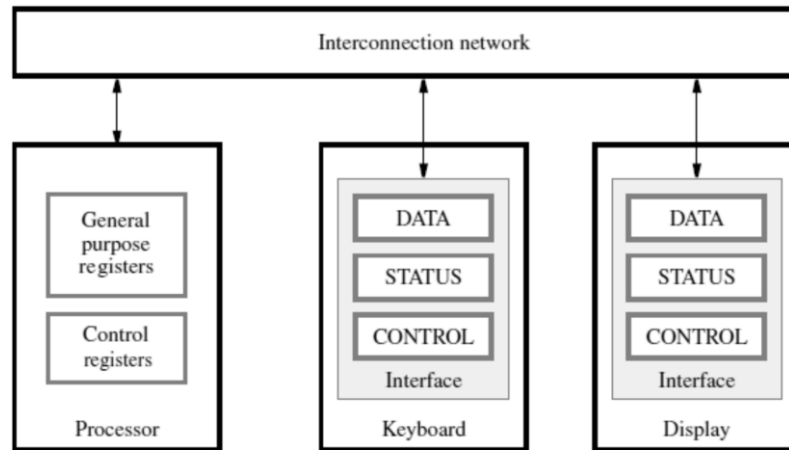 Interconnection network
General
purpose
registers
Control
registers
Processor
DATA
STATUS
CONTROL
Interface
Keyboard
DATA
STATUS
CONTROL
Interface
Display